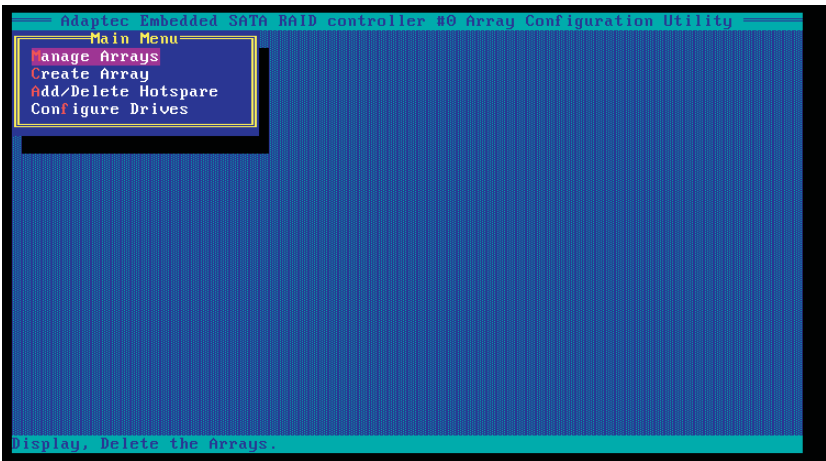 Adaptec Embedded SATA RAID controller #0 Array Configuration Utility
Main Menu
Manage Arrays
Create Array
Add/Delete Hotspare
Configure Drives
Display, Delete the Arrays.